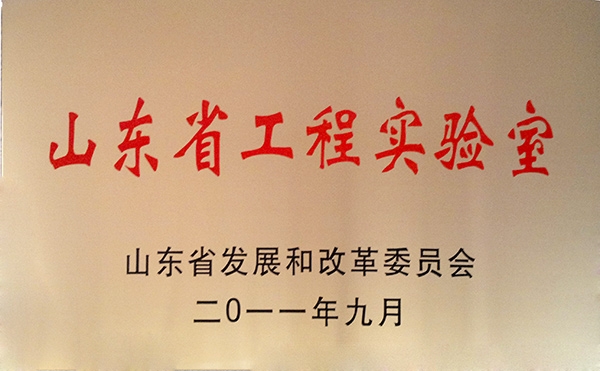 山东省工程实验室
山东省发展和改革委员会
二0一一年九月